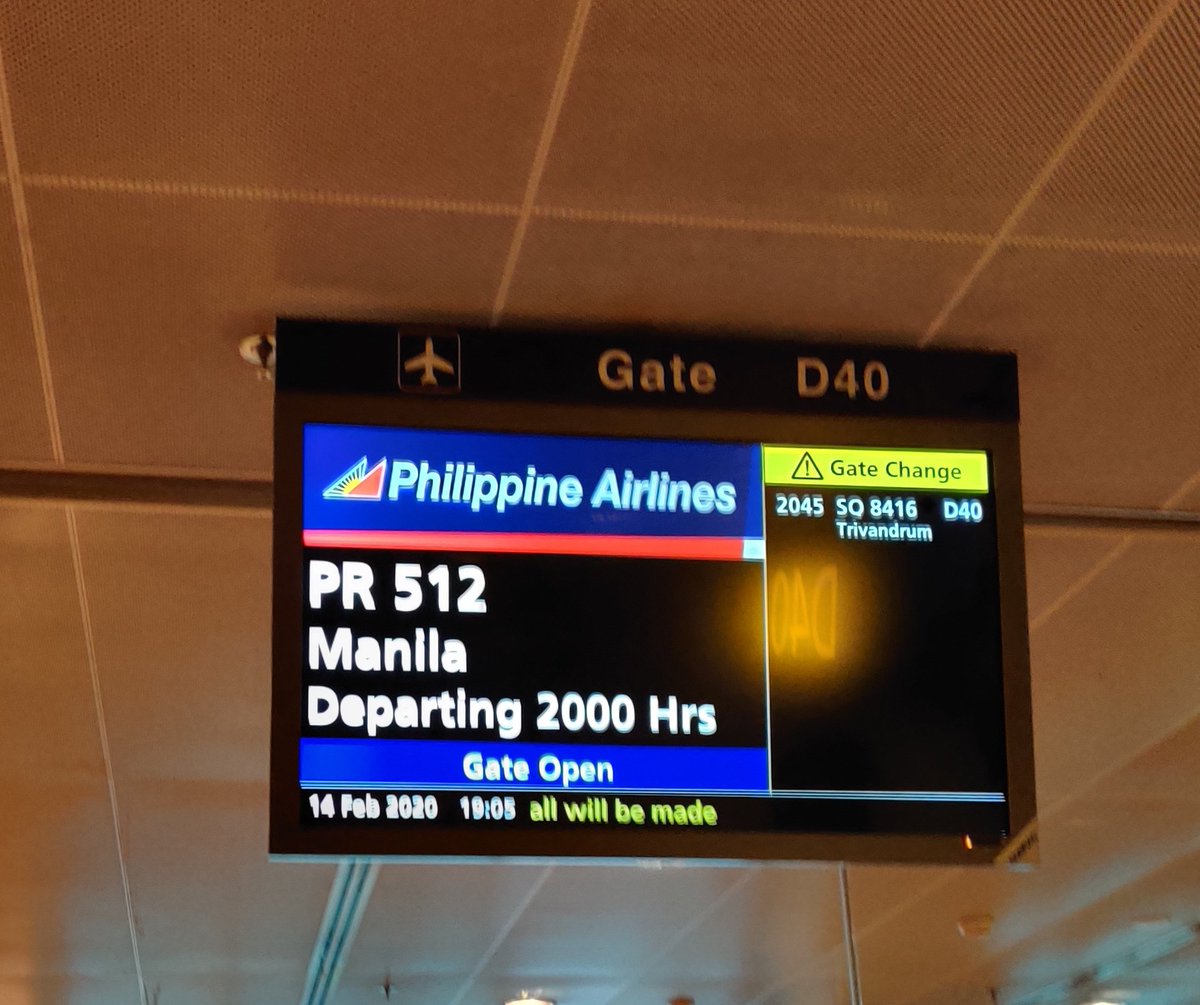 Gate D40
Philippine Airlines
PR 512
Manila
Departing 2000 Hrs
Gate Open
14 Feb 2020 19:05 all will be made
Gate Change
2045 SQ 8416 D40
Trivandrum
D40